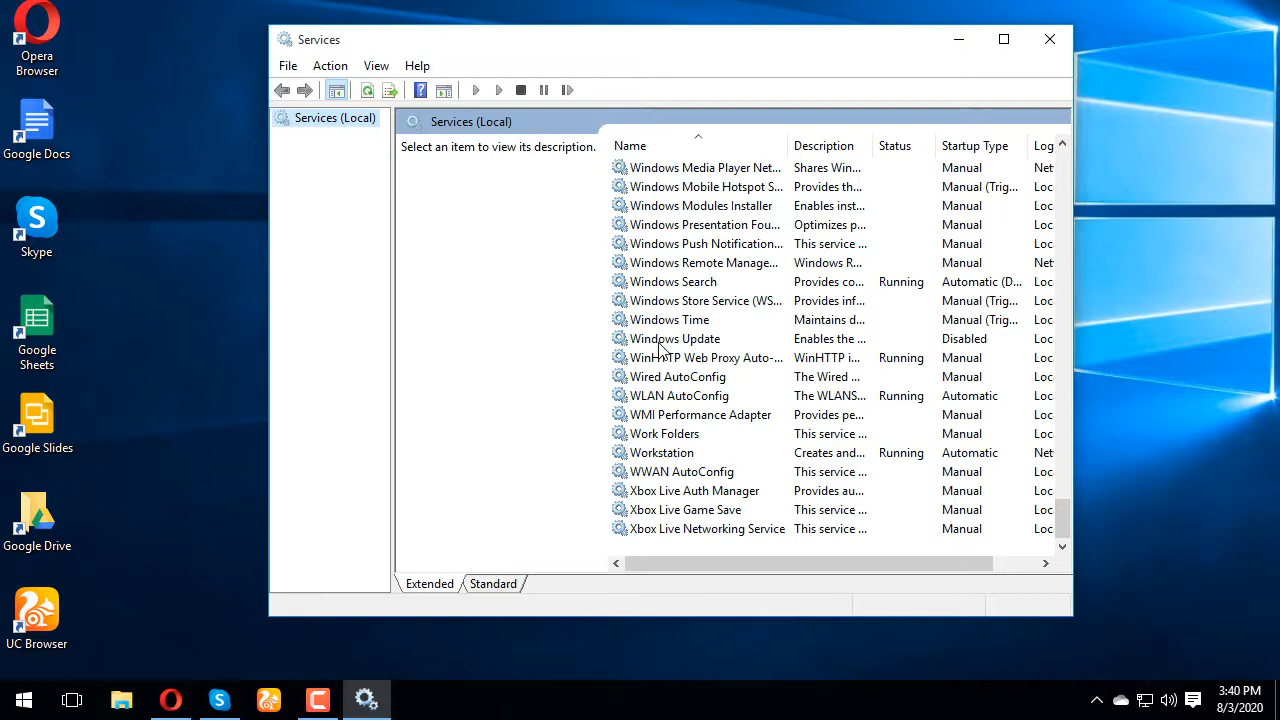 Opera
Browser
Google Docs
Skype
Google
Sheets
Google Slides
Google Drive
UC Browser
Services
File Action View Help
Services (Local)
Services (Local)
Select an item to view its description.
Name Description Status Startup Type Log
Windows Media Player Net... Shares Win... Manual Net
Windows Mobile Hotspot S... Provides th... Manual (Trig... Loc
Windows Modules Installer Enables inst... Manual Loc
Windows Presentation Fou... Optimizes p... Manual Loc
Windows Push Notification... This service ... Manual Loc
Windows Remote Manage... Windows R... Manual Net
Windows Search Provides co... Running Automatic (D... Loc
Windows Store Service (WS... Provides inf... Manual (Trig... Loc
Windows Time Maintains d... Manual (Trig... Loc
Windows Update Enables the ... Disabled Loc
WinHTTP Web Proxy Auto-... WinHTTP i... Running Manual Loc
Wired AutoConfig The Wired ... Manual Loc
WLAN AutoConfig The WLANS... Running Automatic Loc
WMI Performance Adapter Provides pe... Manual Loc
Work Folders This service ... Manual Loc
Workstation Creates and... Running Automatic Net
WWAN AutoConfig This service ... Manual Loc
Xbox Live Auth Manager Provides au... Manual Loc
Xbox Live Game Save This service ... Manual Loc
Xbox Live Networking Service This service ... Manual Loc
Extended Standard
3:40 PM
8/3/2020